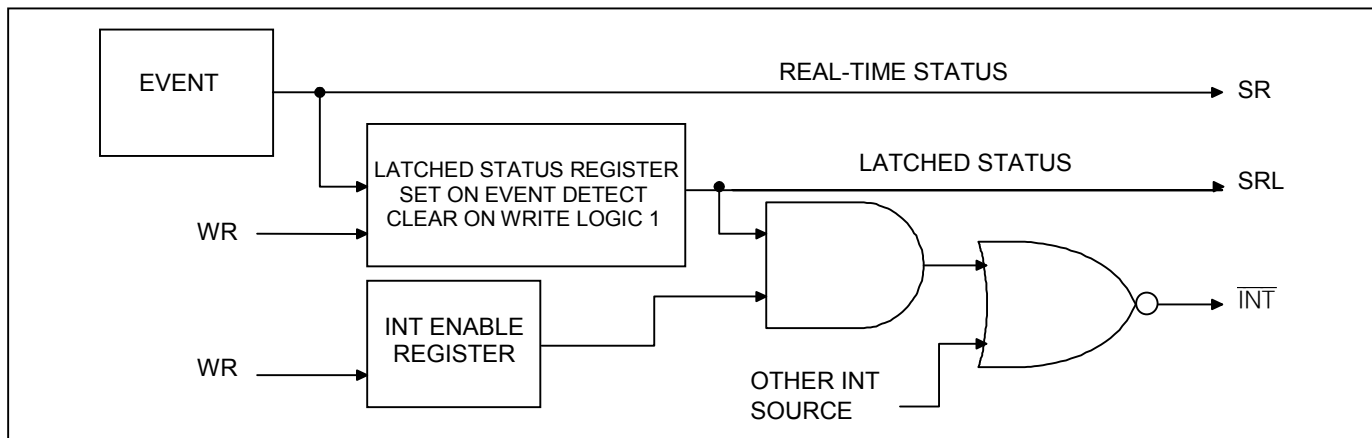 EVENT
REAL-TIME STATUS
SR
LATCHED STATUS REGISTER
SET ON EVENT DETECT
CLEAR ON WRITE LOGIC 1
LATCHED STATUS
SRL
WR
INT ENABLE
REGISTER
WR
OTHER INT
SOURCE
I̅N̅T̅